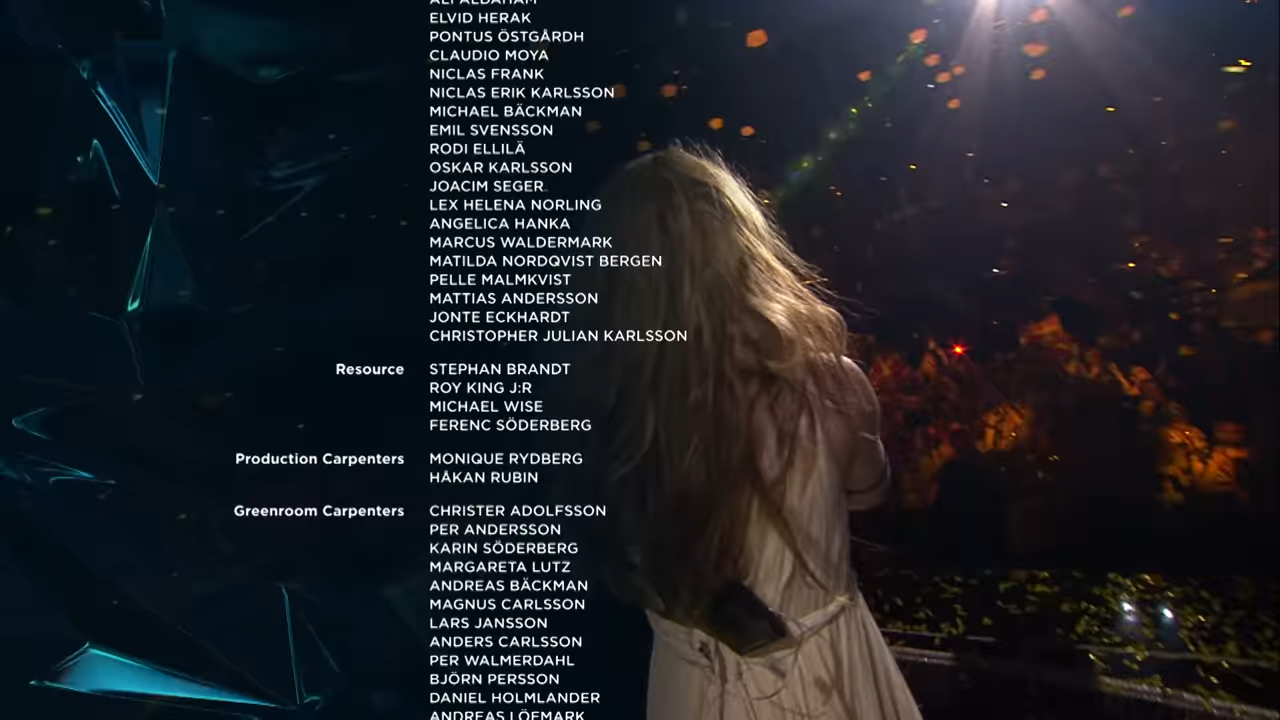 ALI ALDAHAM
ELVID HERAK
PONTUS ÖSTGÅRDH
CLAUDIO MOYA
NICLAS FRANK
NICLAS ERIK KARLSSON
MICHAEL BÄCKMAN
EMIL SVENSSON
RODI ELLILÄ
OSKAR KARLSSON
JOACIM SEGER
LEX HELENA NORLING
ANGELICA HANKA
MARCUS WALDERMARK
MATILDA NORDQVIST BERGEN
PELLE MALMKVIST
MATTIAS ANDERSSON
JONTE ECKHARDT
CHRISTOPHER JULIAN KARLSSON
Resource STEPHAN BRANDT
ROY KING J:R
MICHAEL WISE
FERENC SÖDERBERG
Production Carpenters MONIQUE RYDBERG
HÅKAN RUBIN
Greenroom Carpenters CHRISTER ADOLFSSON
PER ANDERSSON
KARIN SÖDERBERG
MARGARETA LUTZ
ANDREAS BÄCKMAN
MAGNUS CARLSSON
LARS JANSSON
ANDERS CARLSSON
PER WALMERDAHL
BJÖRN PERSSON
DANIEL HOLMLANDER
ANDREAS LÖFMARK